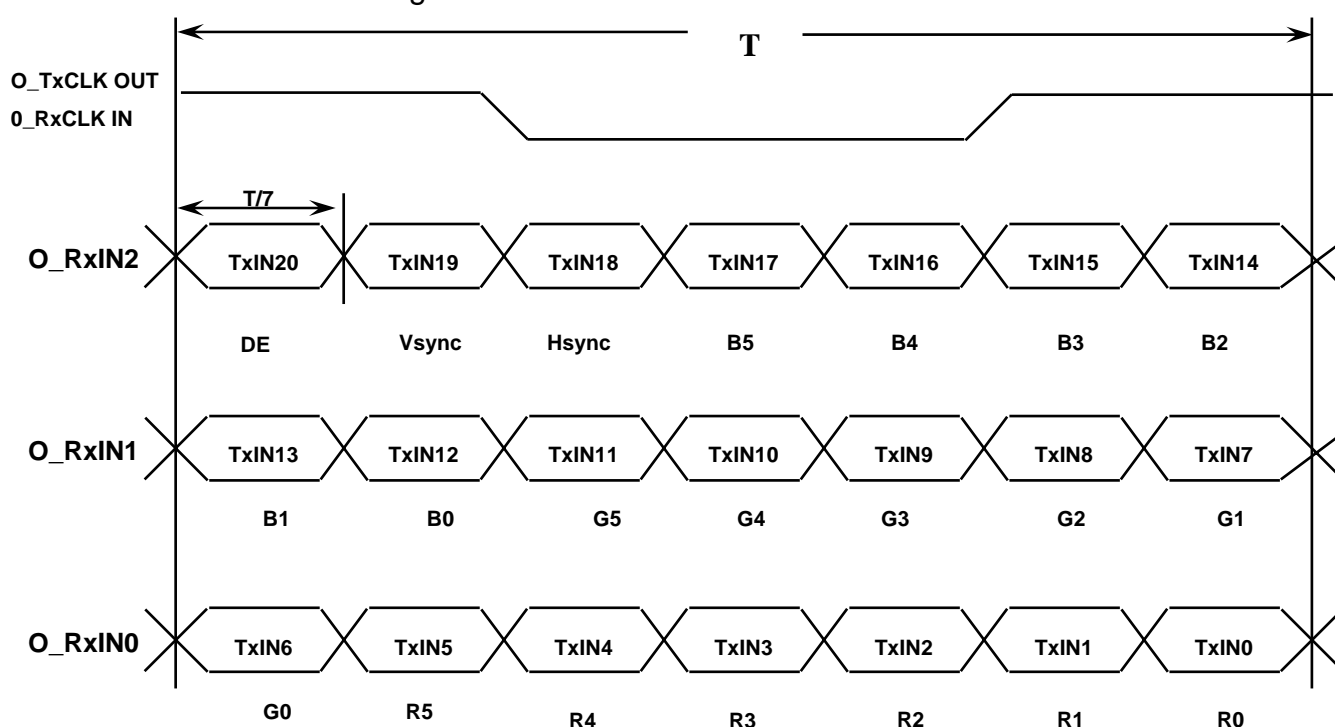 T
O_TxCLK OUT
0_RxCLK IN
T/7
O_RxIN2 TxIN20 TxIN19 TxIN18 TxIN17 TxIN16 TxIN15 TxIN14
DE Vsync Hsync B5 B4 B3 B2
O_RxIN1 TxIN13 TxIN12 TxIN11 TxIN10 TxIN9 TxIN8 TxIN7
B1 B0 G5 G4 G3 G2 G1
O_RxIN0 TxIN6 TxIN5 TxIN4 TxIN3 TxIN2 TxIN1 TxIN0
G0 R5 R4 R3 R2 R1 R0